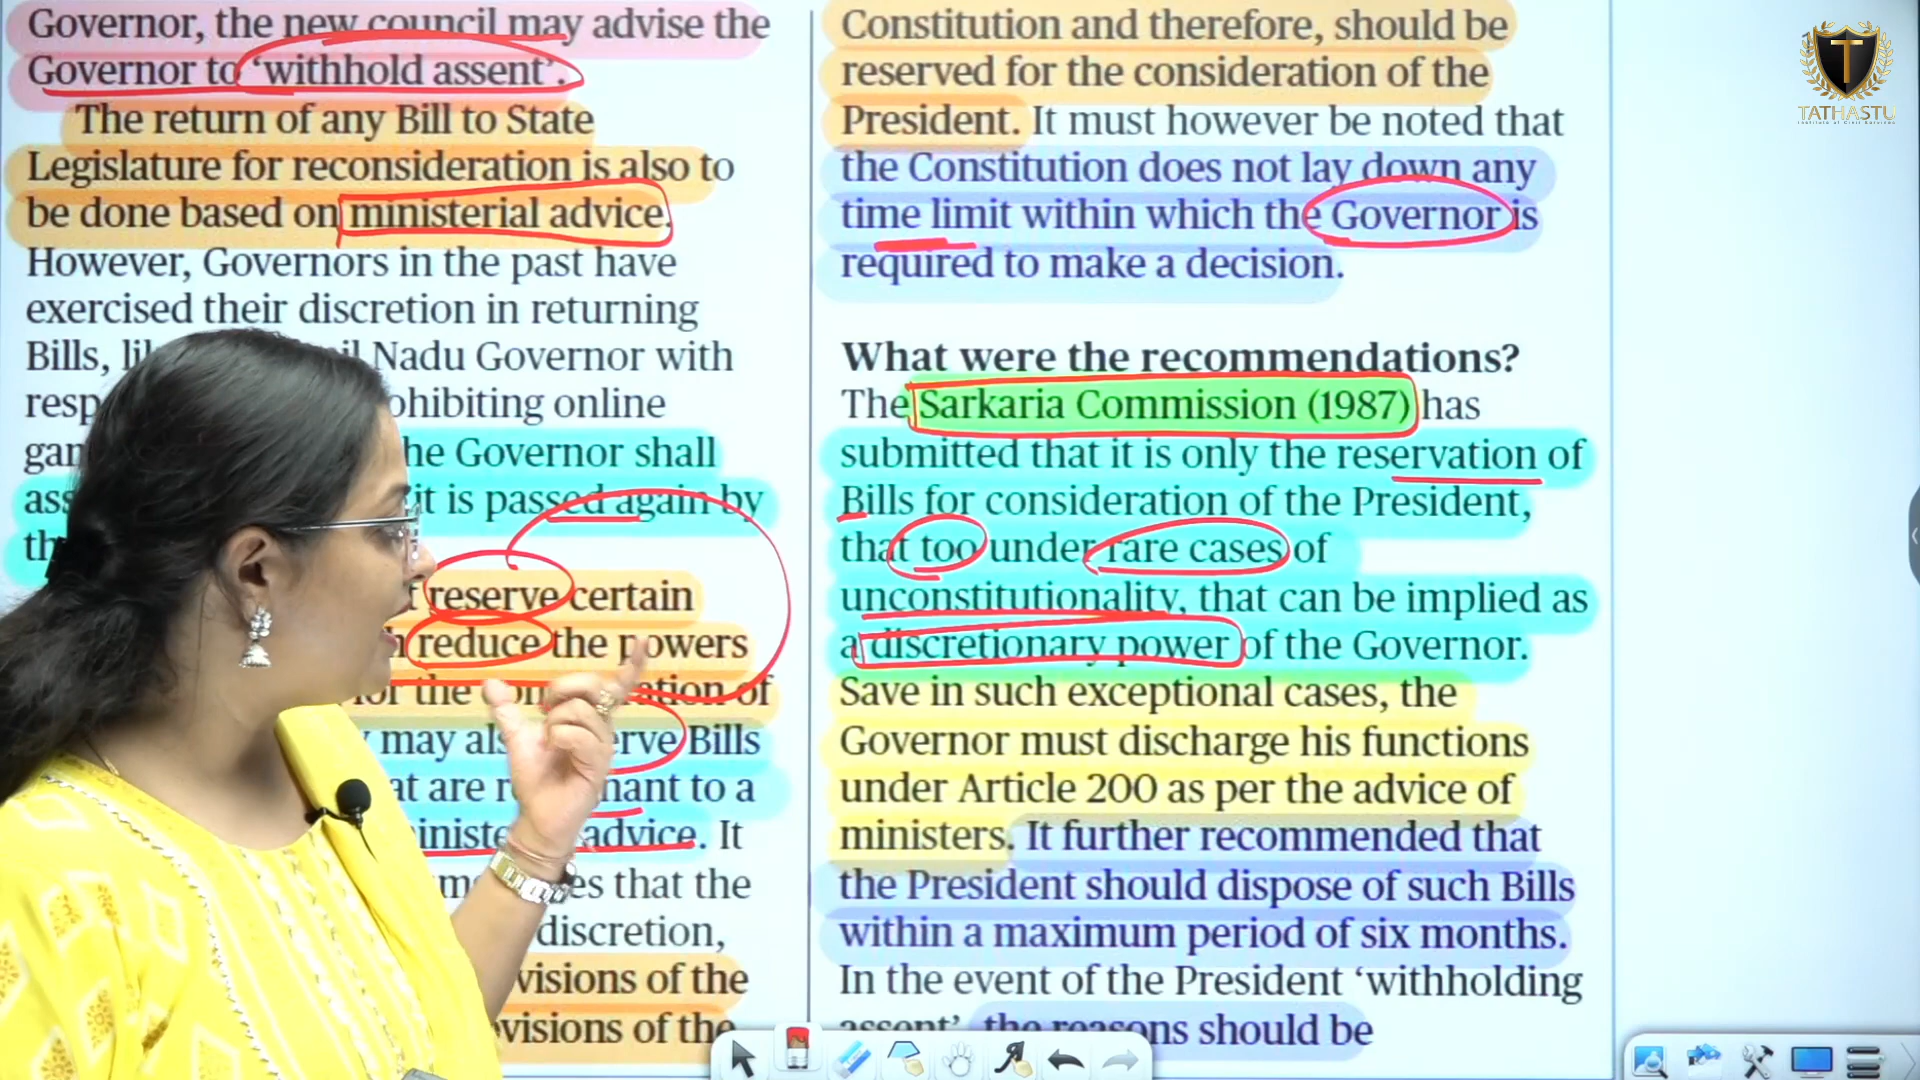 Governor, the new council may advise the
Governor to 'withhold assent'.
The return of any Bill to State
Legislature for reconsideration is also to
be done based on ministerial advice.
However, Governors in the past have
exercised their discretion in returning
Bills, Nadu Governor with
online
Governor shall
it is passed again by
reserve certain
reduce the powers
the of
may Bills
are to a
advice. It
that the
discretion,
of the
of the
Constitution and therefore, should be
reserved for the consideration of the
President. It must however be noted that
the Constitution does not lay down any
time limit within which the Governor is
required to make a decision.
What were the recommendations?
The Sarkaria Commission (1987) has
submitted that it is only the reservation of
Bills for consideration of the President,
that too under rare cases of
unconstitutionality, that can be implied as
a discretionary power of the Governor.
Save in such exceptional cases, the
Governor must discharge his functions
under Article 200 as per the advice of
ministers. It further recommended that
the President should dispose of such Bills
within a maximum period of six months.
In the event of the President 'withholding
assent', the reasons should be
T
TATHASTU
Institute of Civil Services